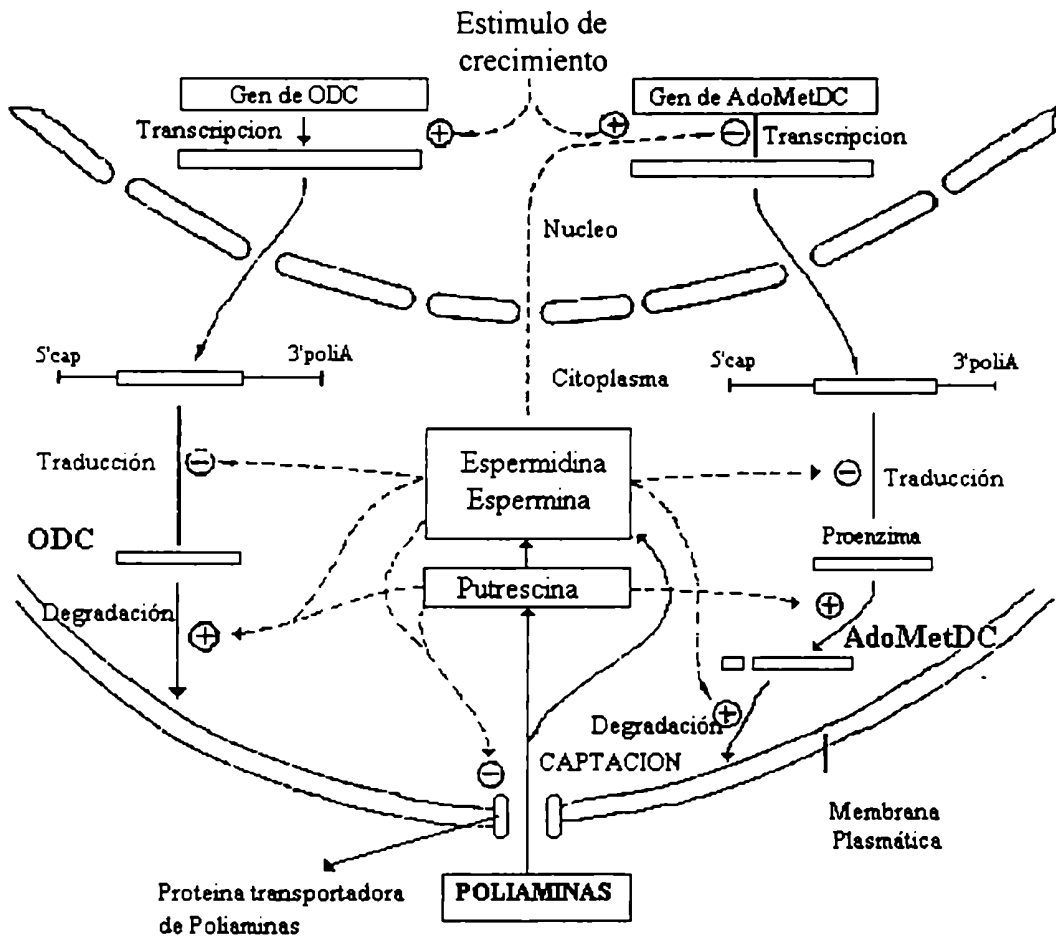 Estimulo de
crecimiento
Gen de ODC
Gen de AdoMetDC
Transcripcion
+
+
−
Transcripcion
Nucleo
5'cap
3'poliA
Citoplasma
5'cap
3'poliA
Traducción
−
Espermidina
Espermina
−
Traducción
ODC
Proenzima
Putrescina
Degradación
+
+
AdoMetDC
Degradación
+
CAPTACION
−
Membrana
Plasmática
Proteina transportadora
de Poliaminas
POLIAMINAS